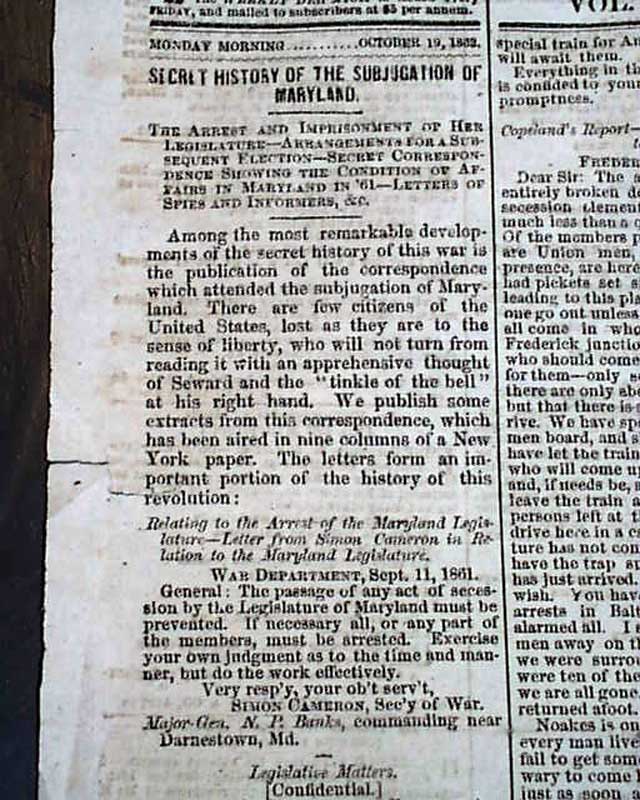 FRIDAY, and mailed to subscribers at $5 per annum.
MONDAY MORNING..........OCTOBER 19, 1863.
SECRET HISTORY OF THE SUBJUGATION OF
MARYLAND.
THE ARREST AND IMPRISONMENT OF HER
LEGISLATURE—ARRANGEMENTS FOR A SUB-
SEQUENT ELECTION—SECRET CORRESPON-
DENCE SHOWING THE CONDITION OF AF-
FAIRS IN MARYLAND IN '61—LETTERS OF
SPIES AND INFORMERS, &C.
Among the most remarkable develop-
ments of the secret history of this war is
the publication of the correspondence
which attended the subjugation of Mary-
land. There are few citizens of the
United States, lost as they are to the
sense of liberty, who will not turn from
reading it with an apprehensive thought
of Seward and the "tinkle of the bell"
at his right hand. We publish some
extracts from this correspondence, which
has been aired in nine columns of a New
York paper. The letters form an im-
portant portion of the history of this
revolution:
Relating to the Arrest of the Maryland Legis-
lature—Letter from Simon Cameron in Re-
lation to the Maryland Legislature.
WAR DEPARTMENT, Sept. 11, 1861.
General: The passage of any act of seces-
sion by the Legislature of Maryland must be
prevented. If necessary all, or any part of
the members, must be arrested. Exercise
your own judgment as to the time and man-
ner, but do the work effectively.
Very resp'y, your ob't serv't,
SIMON CAMERON, Sec'y of War.
Major-Gen. N. P. Banks, commanding near
Darnestown, Md.
Legislative Matters.
[Confidential.]
VOL.
special train for
will await them.
Everything in
is confided to your
promptness.
Copeland's Report—
Dear Sir: The
entirely broken
secession element
much less than a
Of the members
are Union men,
presence, are here
had pickets set
leading to this
one go out unless
all come in
Frederick junction
who should come
for them—only
there are only
but that there is
rive. We have
men board, and
have let the train
who will come
and, if needs be,
leave the train
persons left at
drive here in a
ture has not
have the trap
has just arrived.
wish. You have
arrests in
alarmed all.
men away on
we were
were ten of the
we are all gone
returned afoot.
Noakes is
every man
fail to get some
wary to come
just as soon